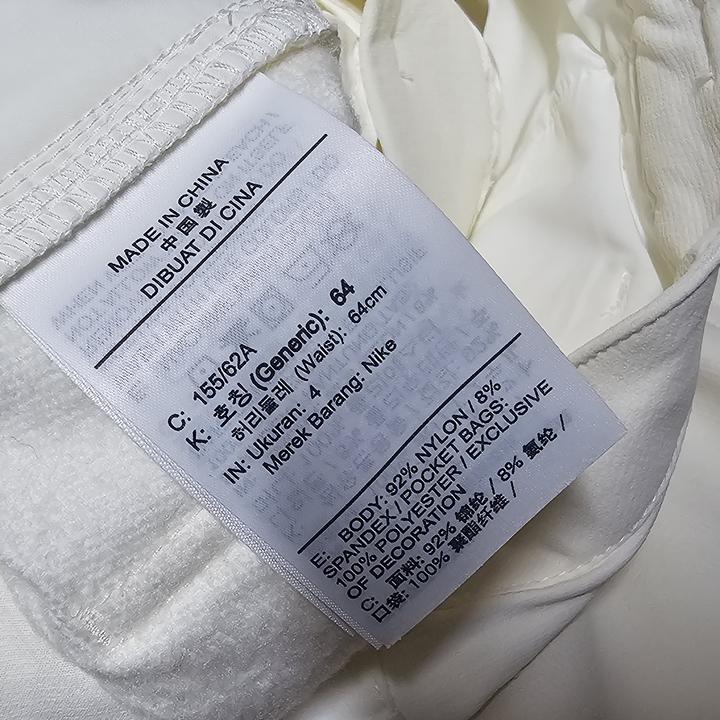 MADE IN CHINA
中国製
DIBUAT DI CINA
C: 155/62A
K: 호칭 (Generic): 64
허리둘레 (Waist): 64cm
IN: Ukuran: 4
Merek Barang: Nike
E: BODY: 92% NYLON / 8%
SPANDEX / POCKET BAGS:
100% POLYESTER / EXCLUSIVE
OF DECORATION
C: 面料: 92% 锦纶 / 8% 氨纶 /
口袋: 100% 聚酯纤维 /